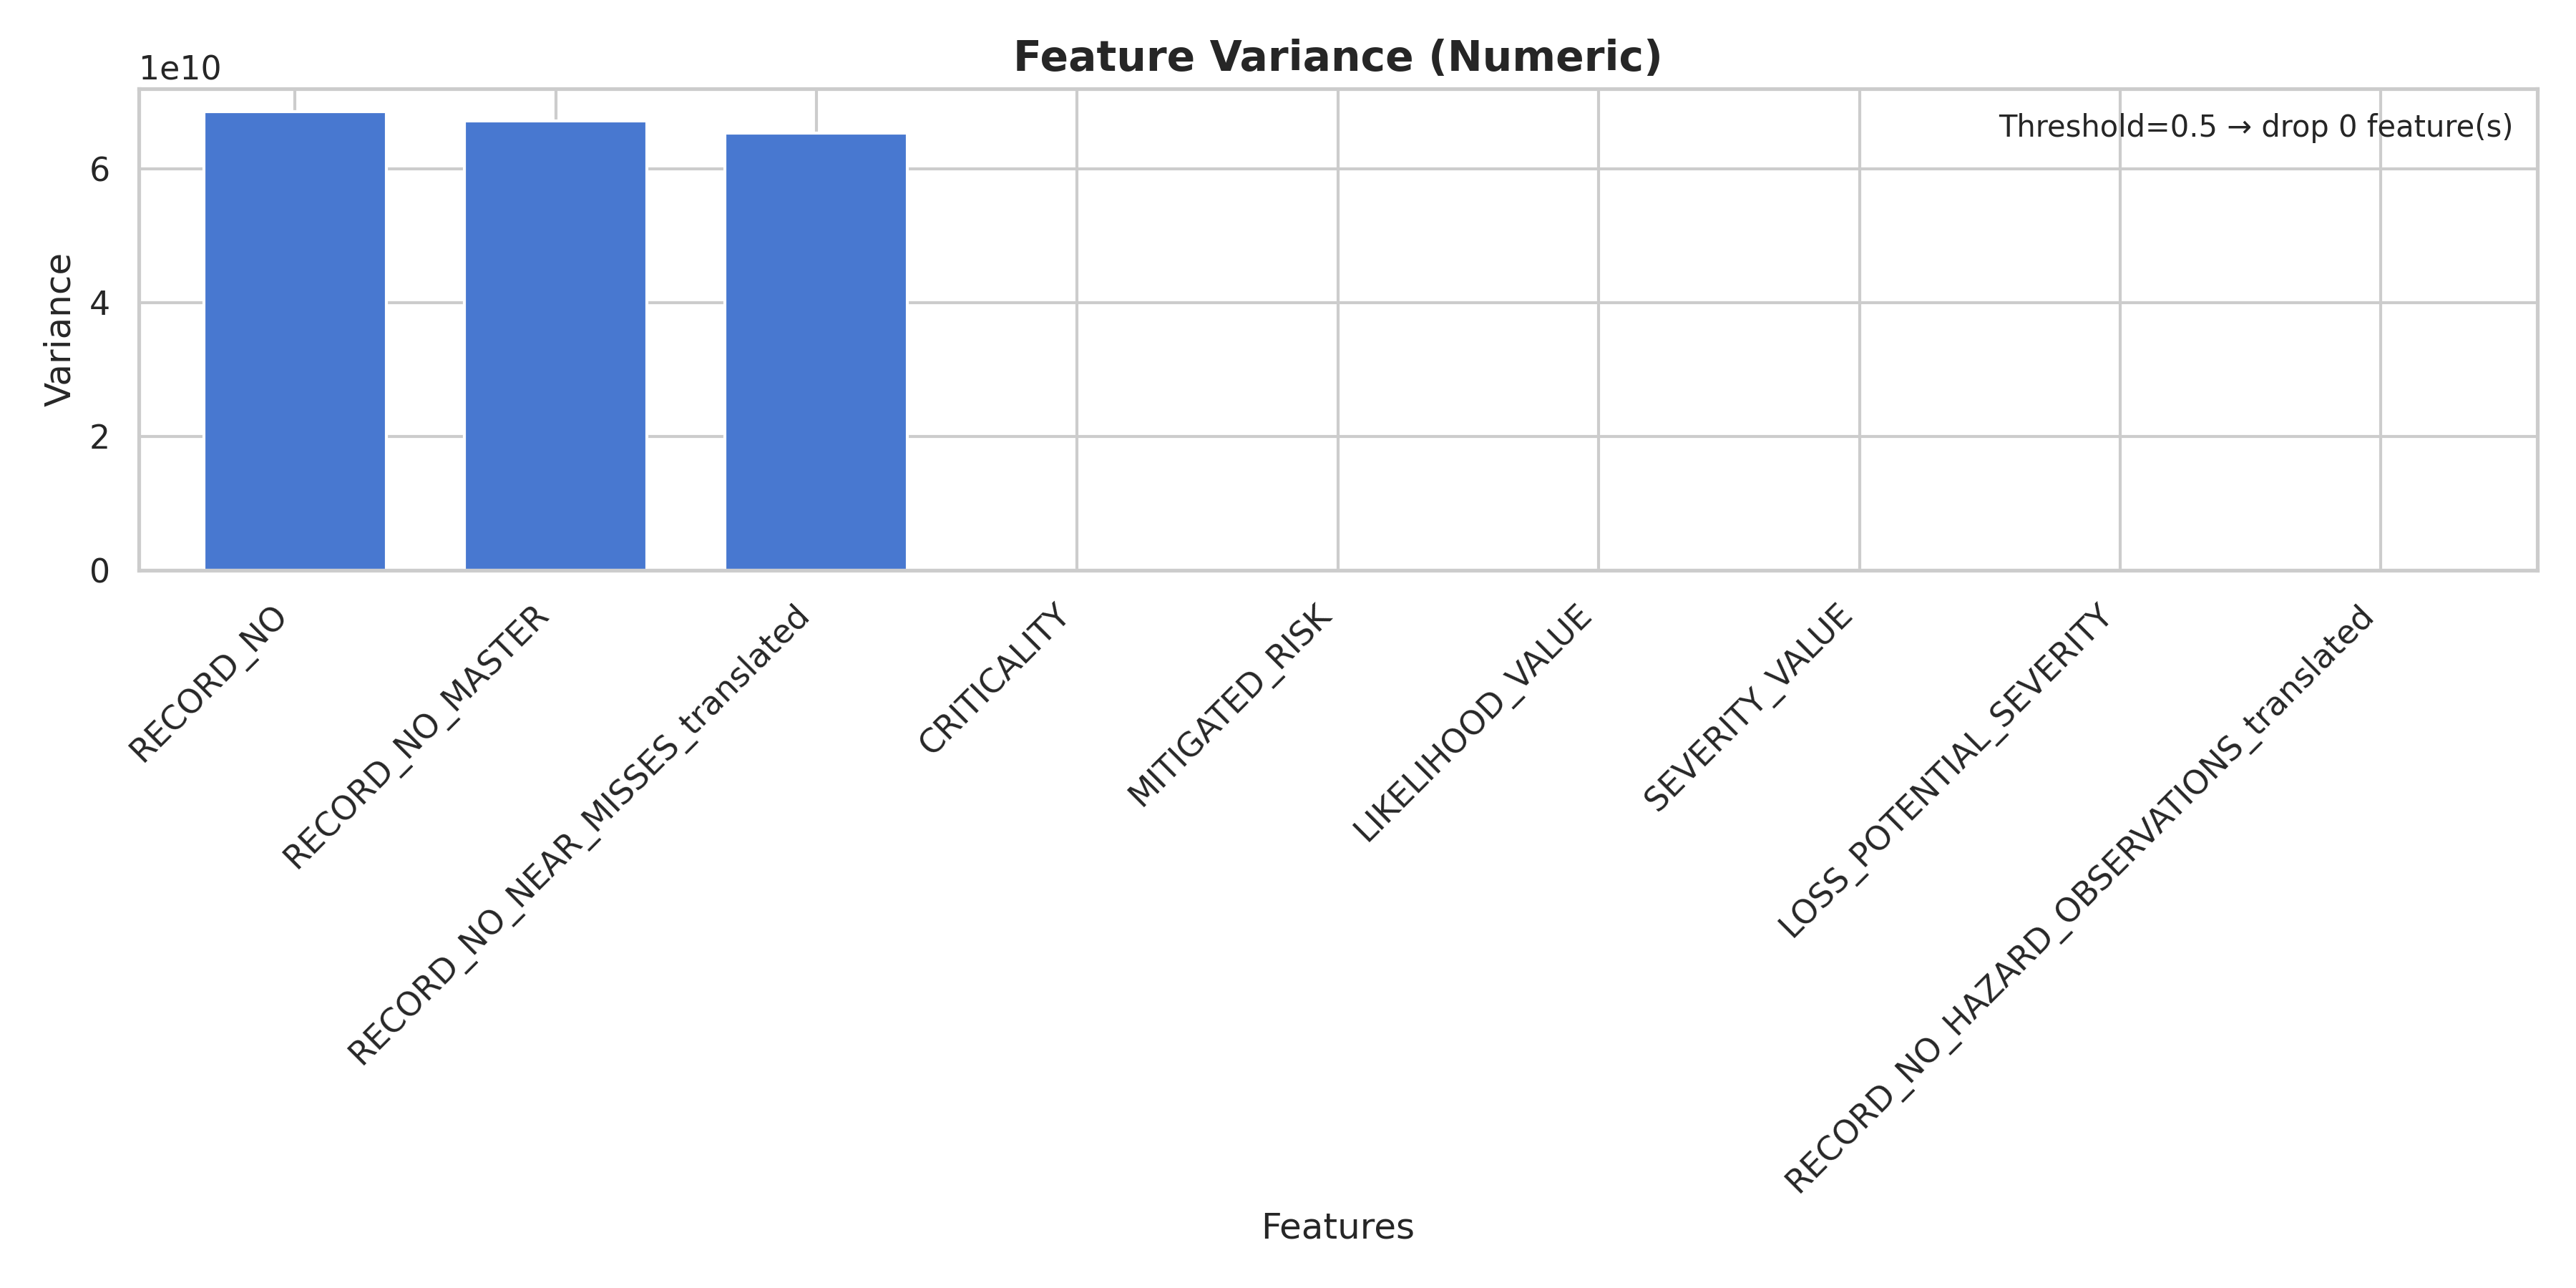 Feature Variance (Numeric)
1e10
Threshold=0.5 → drop 0 feature(s)
6
4
2
0
Variance
RECORD_NO
RECORD_NO_MASTER
RECORD_NO_NEAR_MISSES_translated
CRITICALITY
MITIGATED_RISK
LIKELIHOOD_VALUE
SEVERITY_VALUE
LOSS_POTENTIAL_SEVERITY
RECORD_NO_HAZARD_OBSERVATIONS_translated
Features